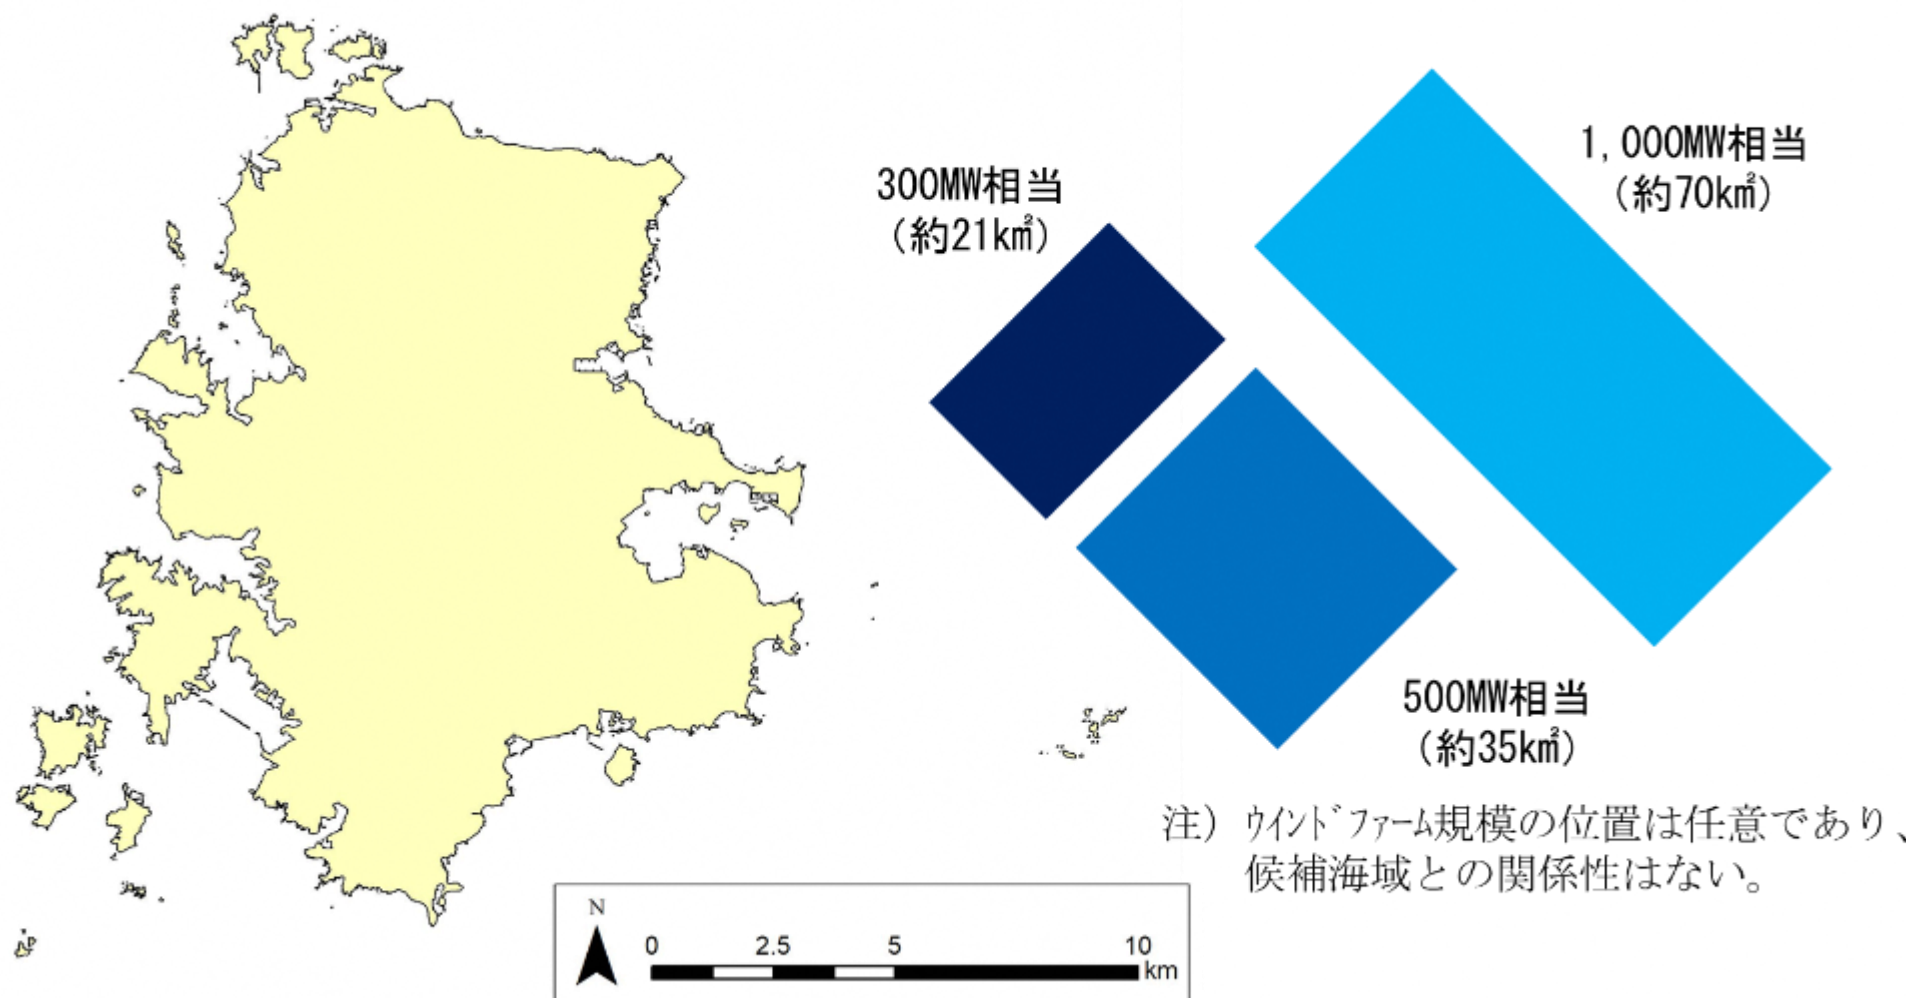 1,000MW相当
（約70k㎡）
300MW相当
（約21k㎡）
500MW相当
（約35k㎡）
注） ｳｲﾝﾄﾞﾌｧｰﾑ規模の位置は任意であり、
候補海域との関係性はない。
N
0 2.5 5 10
km